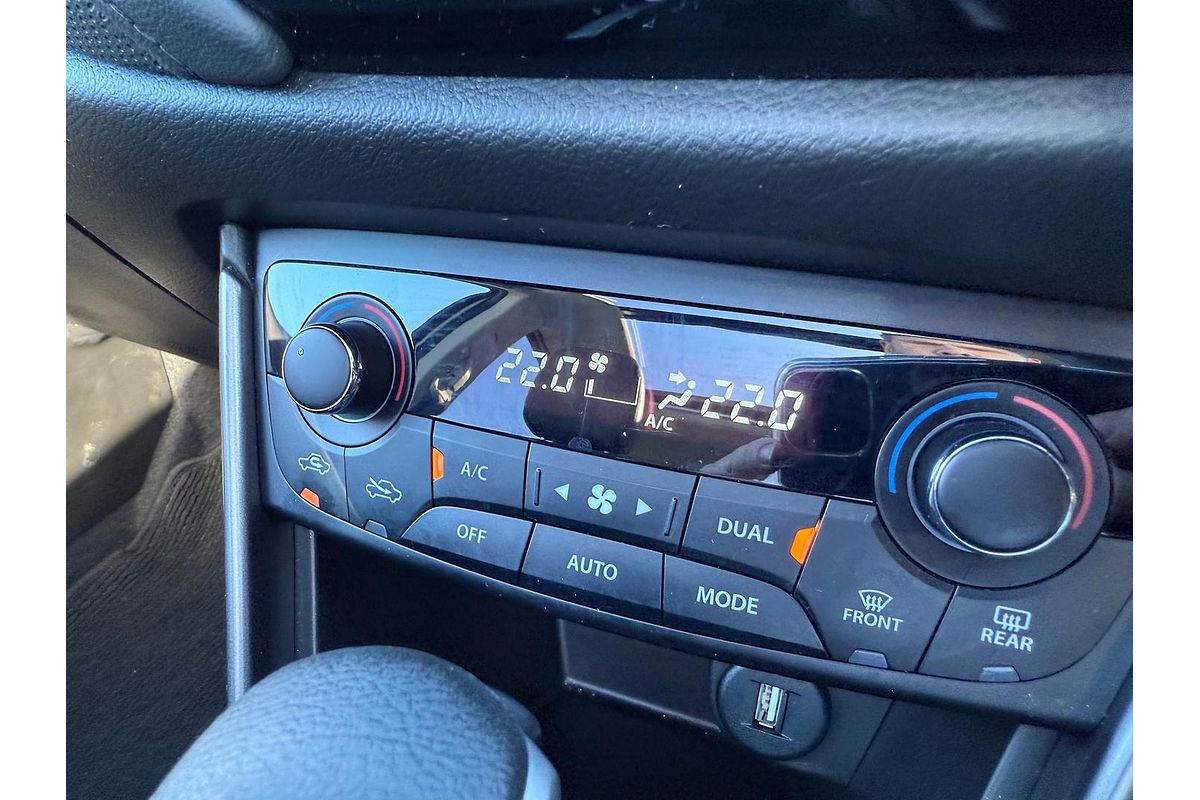 22.0
22.0
A/C
A/C
OFF
AUTO
DUAL
MODE
FRONT
REAR